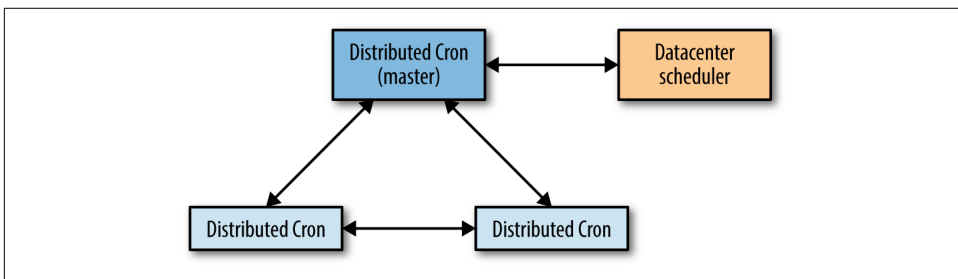 Distributed Cron
(master)
Datacenter
scheduler
Distributed Cron
Distributed Cron